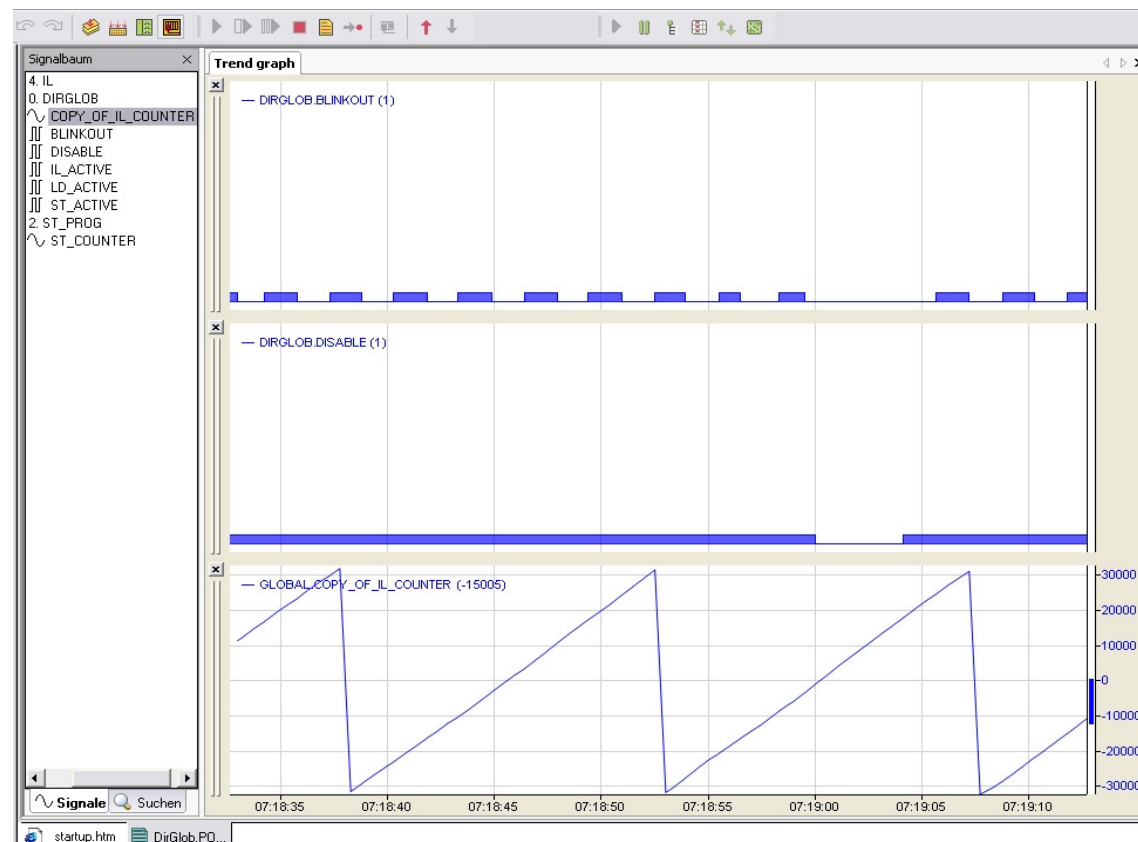 Signalbaum
4. IL
0. DIRGLOB
COPY_OF_IL_COUNTER
BLINKOUT
DISABLE
IL_ACTIVE
LD_ACTIVE
ST_ACTIVE
2. ST_PROG
ST_COUNTER
Signale Suchen
Trend graph
DIRGLOB.BLINKOUT (1)
DIRGLOB.DISABLE (1)
GLOBAL.COPY_OF_IL_COUNTER (-15005)
30000
20000
10000
0
-10000
-20000
-30000
07:18:35 07:18:40 07:18:45 07:18:50 07:18:55 07:19:00 07:19:05 07:19:10
startup.htm DirGlob.PO...